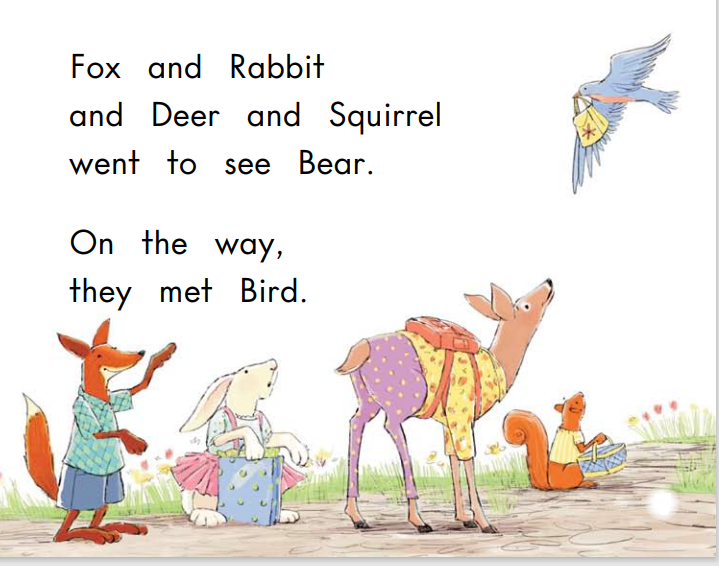 Fox and Rabbit
and Deer and Squirrel
went to see Bear.
On the way,
they met Bird.